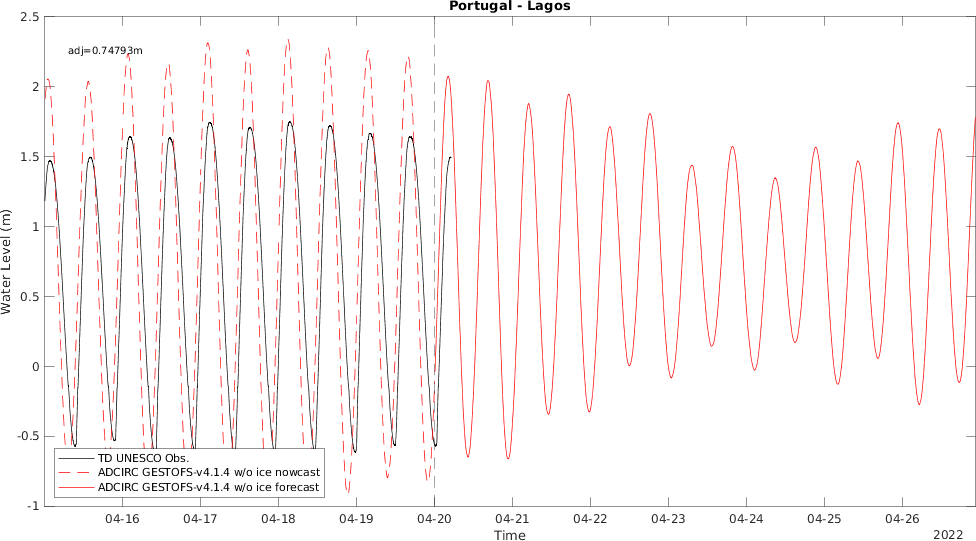 Portugal - Lagos
adj=0.74793m
2.5
2
1.5
1
0.5
0
-0.5
-1
Water Level (m)
TD UNESCO Obs.
ADCIRC GESTOFS-v4.1.4 w/o ice nowcast
ADCIRC GESTOFS-v4.1.4 w/o ice forecast
04-16 04-17 04-18 04-19 04-20 04-21 04-22 04-23 04-24 04-25 04-26
Time
2022